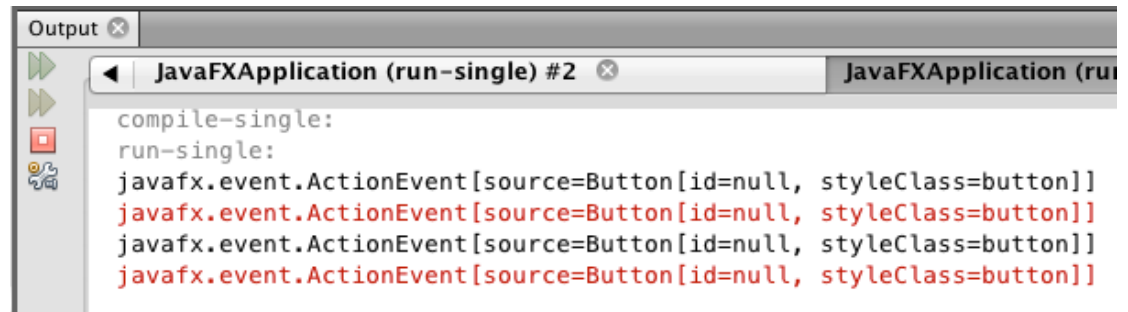 Output
JavaFXApplication (run-single) #2
JavaFXApplication (ru
compile-single:
run-single:
javafx.event.ActionEvent[source=Button[id=null, styleClass=button]]
javafx.event.ActionEvent[source=Button[id=null, styleClass=button]]
javafx.event.ActionEvent[source=Button[id=null, styleClass=button]]
javafx.event.ActionEvent[source=Button[id=null, styleClass=button]]